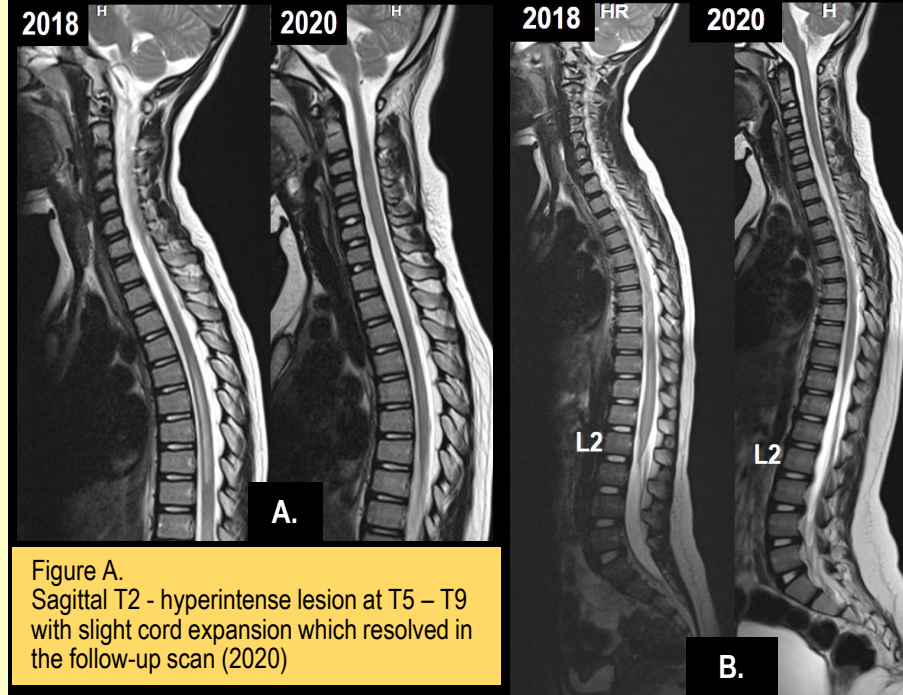 2018
H
2020
H
2018
HR
2020
H
L2
L2
A.
B.
Figure A.
Sagittal T2 - hyperintense lesion at T5 – T9
with slight cord expansion which resolved in
the follow-up scan (2020)